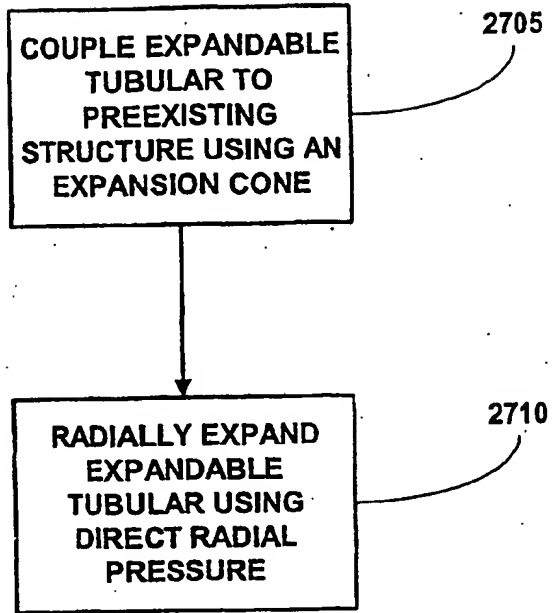 2705
COUPLE EXPANDABLE
TUBULAR TO
PREEXISTING
STRUCTURE USING AN
EXPANSION CONE
2710
RADIALLY EXPAND
EXPANDABLE
TUBULAR USING
DIRECT RADIAL
PRESSURE